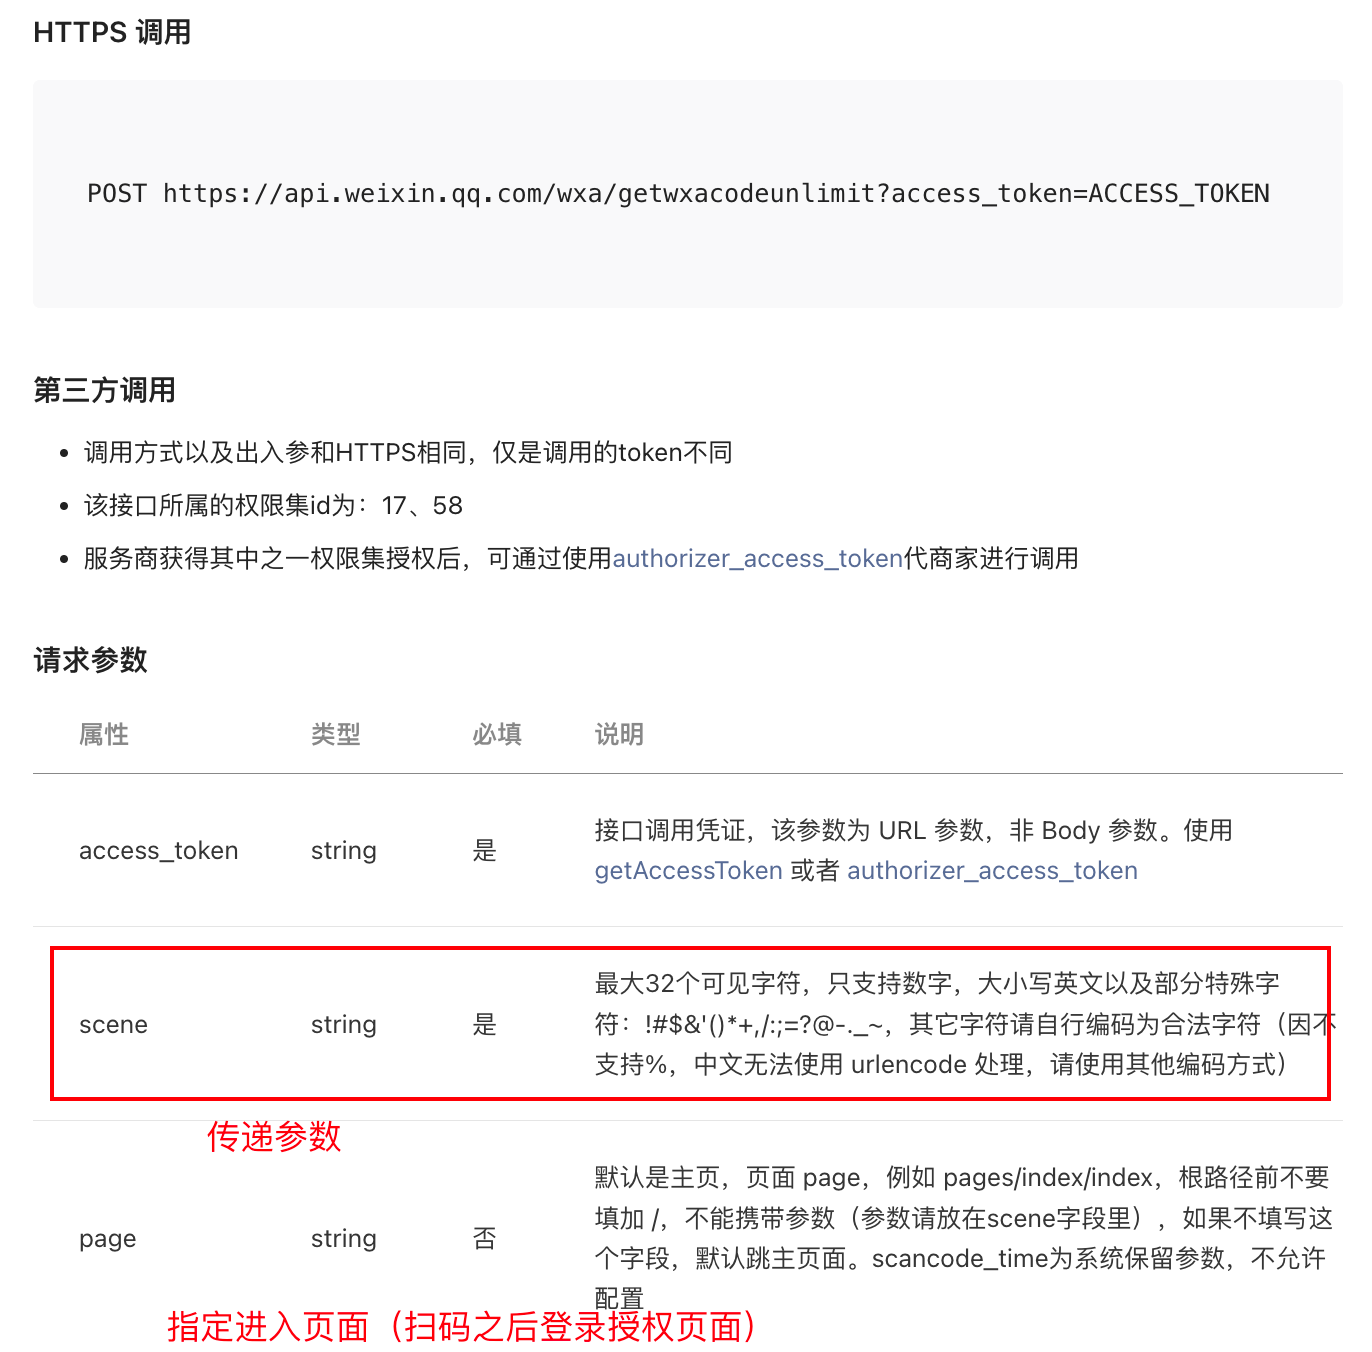 HTTPS 调用
POST https://api.weixin.qq.com/wxa/getwxacodeunlimit?access_token=ACCESS_TOKEN
第三方调用
• 调用方式以及出入参和HTTPS相同，仅是调用的token不同
• 该接口所属的权限集id为：17、58
• 服务商获得其中之一权限集授权后，可通过使用authorizer_access_token代商家进行调用
请求参数
属性 类型 必填 说明
access_token string 是 接口调用凭证，该参数为 URL 参数，非 Body 参数。使用
getAccessToken 或者 authorizer_access_token
scene string 是 最大32个可见字符，只支持数字，大小写英文以及部分特殊字
符：!#$&'()*+,/:;=?@-._~，其它字符请自行编码为合法字符（因不
支持%，中文无法使用 urlencode 处理，请使用其他编码方式）
传递参数
page string 否 默认是主页，页面 page，例如 pages/index/index，根路径前不要
填加 /，不能携带参数（参数请放在scene字段里），如果不填写这
个字段，默认跳主页面。scancode_time为系统保留参数，不允许
配置
指定进入页面（扫码之后登录授权页面）